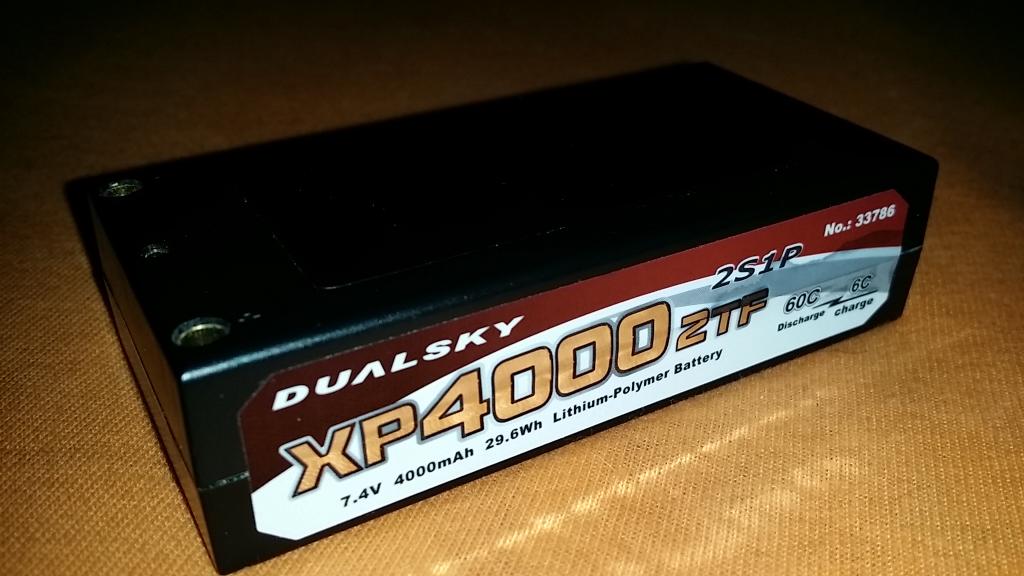 DUALSKY
No.: 33786
2S1P
XP4000 2TF
60C 6C
Discharge charge
7.4V 4000mAh 29.6Wh Lithium-Polymer Battery